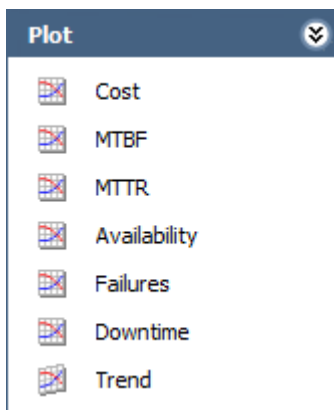 Plot
Cost
MTBF
MTTR
Availability
Failures
Downtime
Trend